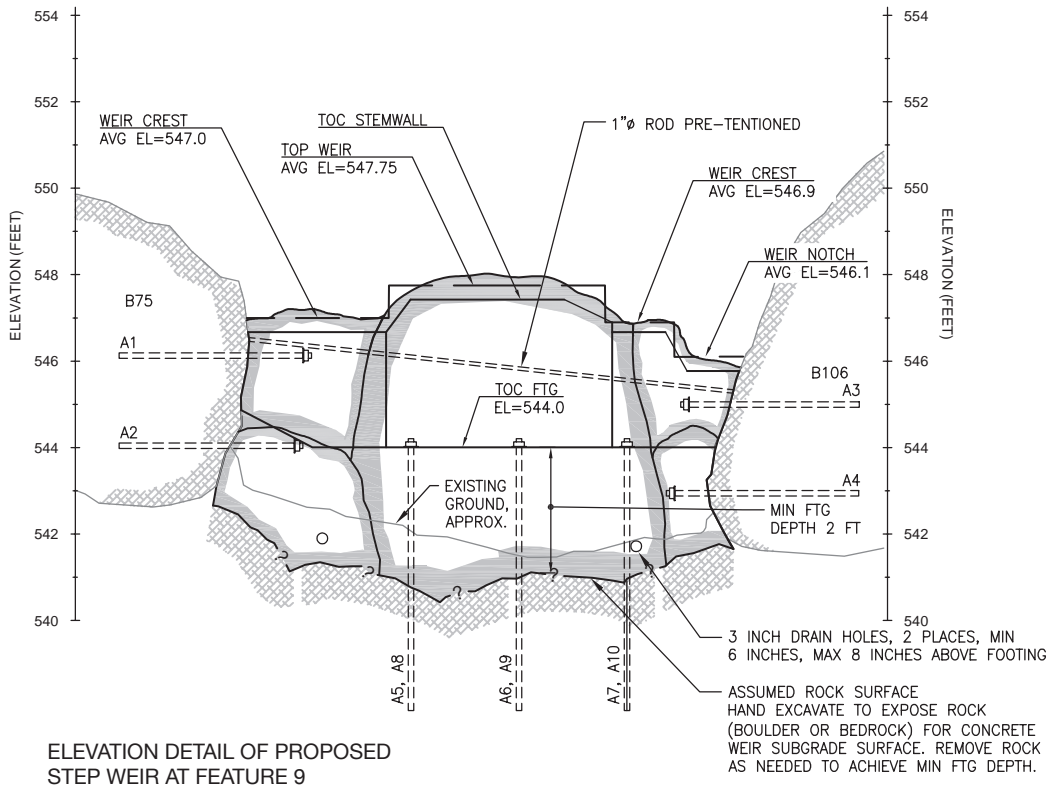 554
552
550
548
546
544
542
540
ELEVATION (FEET)
WEIR CREST
AVG EL=547.0
TOC STEMWALL
TOP WEIR
AVG EL=547.75
1"ø ROD PRE-TENTIONED
WEIR CREST
AVG EL=546.9
WEIR NOTCH
AVG EL=546.1
B75
A1
A2
TOC FTG
EL=544.0
EXISTING
GROUND,
APPROX.
B106
A3
A4
MIN FTG
DEPTH 2 FT
?
?
?
?
?
A5, A8
A6, A9
A7, A10
3 INCH DRAIN HOLES, 2 PLACES, MIN
6 INCHES, MAX 8 INCHES ABOVE FOOTING
ASSUMED ROCK SURFACE
HAND EXCAVATE TO EXPOSE ROCK
(BOULDER OR BEDROCK) FOR CONCRETE
WEIR SUBGRADE SURFACE. REMOVE ROCK
AS NEEDED TO ACHIEVE MIN FTG DEPTH.
554
552
550
548
546
544
542
540
ELEVATION (FEET)
ELEVATION DETAIL OF PROPOSED
STEP WEIR AT FEATURE 9